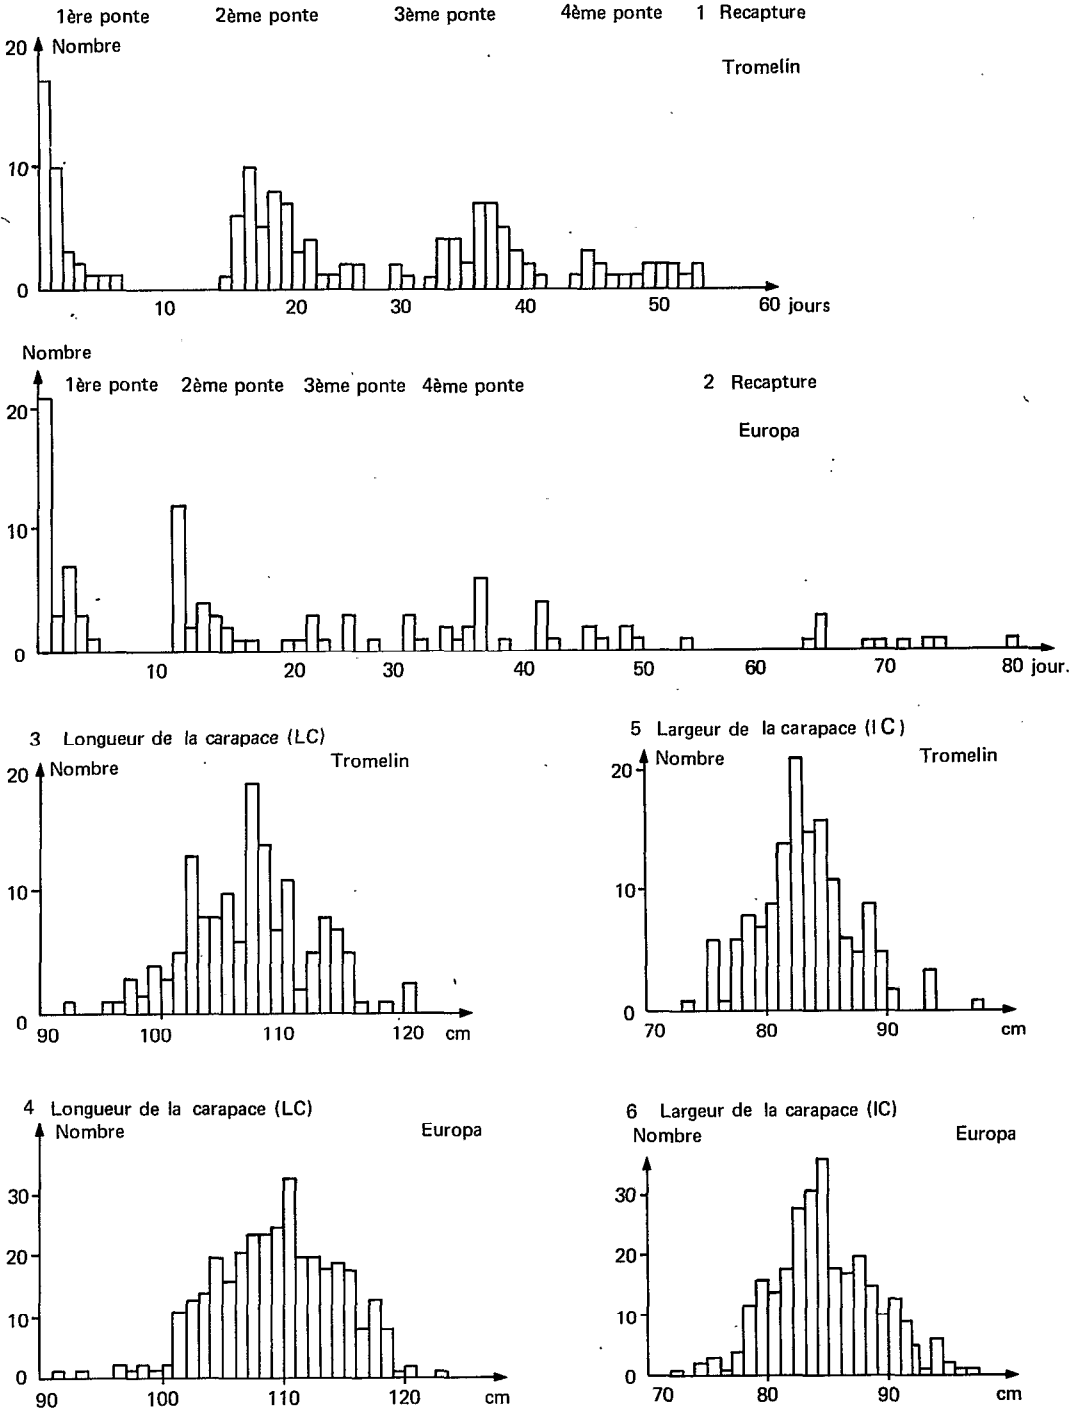 1ère ponte 2ème ponte 3ème ponte 4ème ponte 1 Recapture
20 Nombre
Tromelin
10
0
10 20 30 40 50 60 jours
Nombre
1ère ponte 2ème ponte 3ème ponte 4ème ponte 2 Recapture
20
Europa
10
0
10 20 30 40 50 60 70 80 jour.
3 Longueur de la carapace (LC)
Tromelin
20 Nombre
10
0
90 100 110 120 cm
5 Largeur de la carapace (lC)
Nombre Tromelin
20
10
0
70 80 90 cm
4 Longueur de la carapace (LC)
Nombre Europa
30
20
10
0
90 100 110 120 cm
6 Largeur de la carapace (lC)
Nombre Europa
30
20
10
0
70 80 90 cm